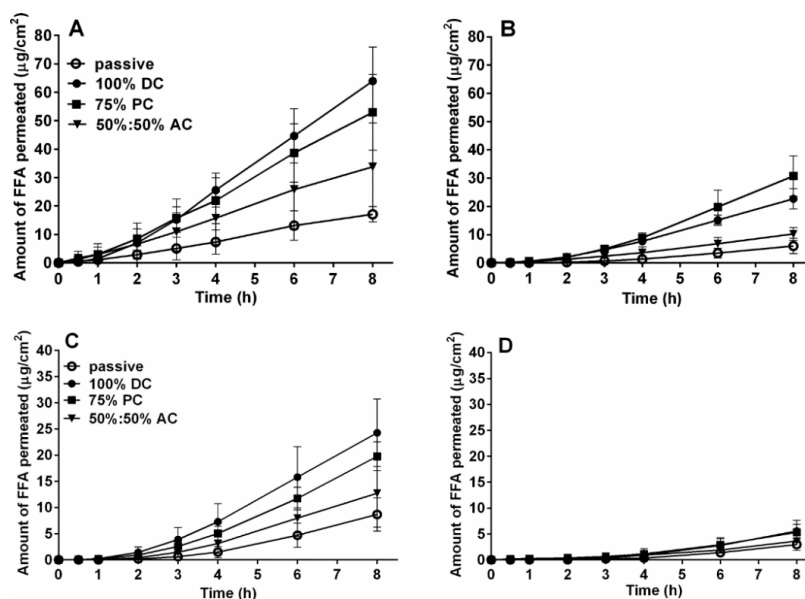 A
Amount of FFA permeated (µg/cm²)
80
70
60
50
40
30
20
10
0
passive
100% DC
75% PC
50%:50% AC
0 1 2 3 4 5 6 7 8
Time (h)
B
Amount of FFA permeated (µg/cm²)
80
70
60
50
40
30
20
10
0
0 1 2 3 4 5 6 7 8
Time (h)
C
Amount of FFA permeated (µg/cm²)
40
35
30
25
20
15
10
5
0
passive
100% DC
75% PC
50%:50% AC
0 1 2 3 4 5 6 7 8
Time (h)
D
Amount of FFA permeated (µg/cm²)
40
35
30
25
20
15
10
5
0
0 1 2 3 4 5 6 7 8
Time (h)